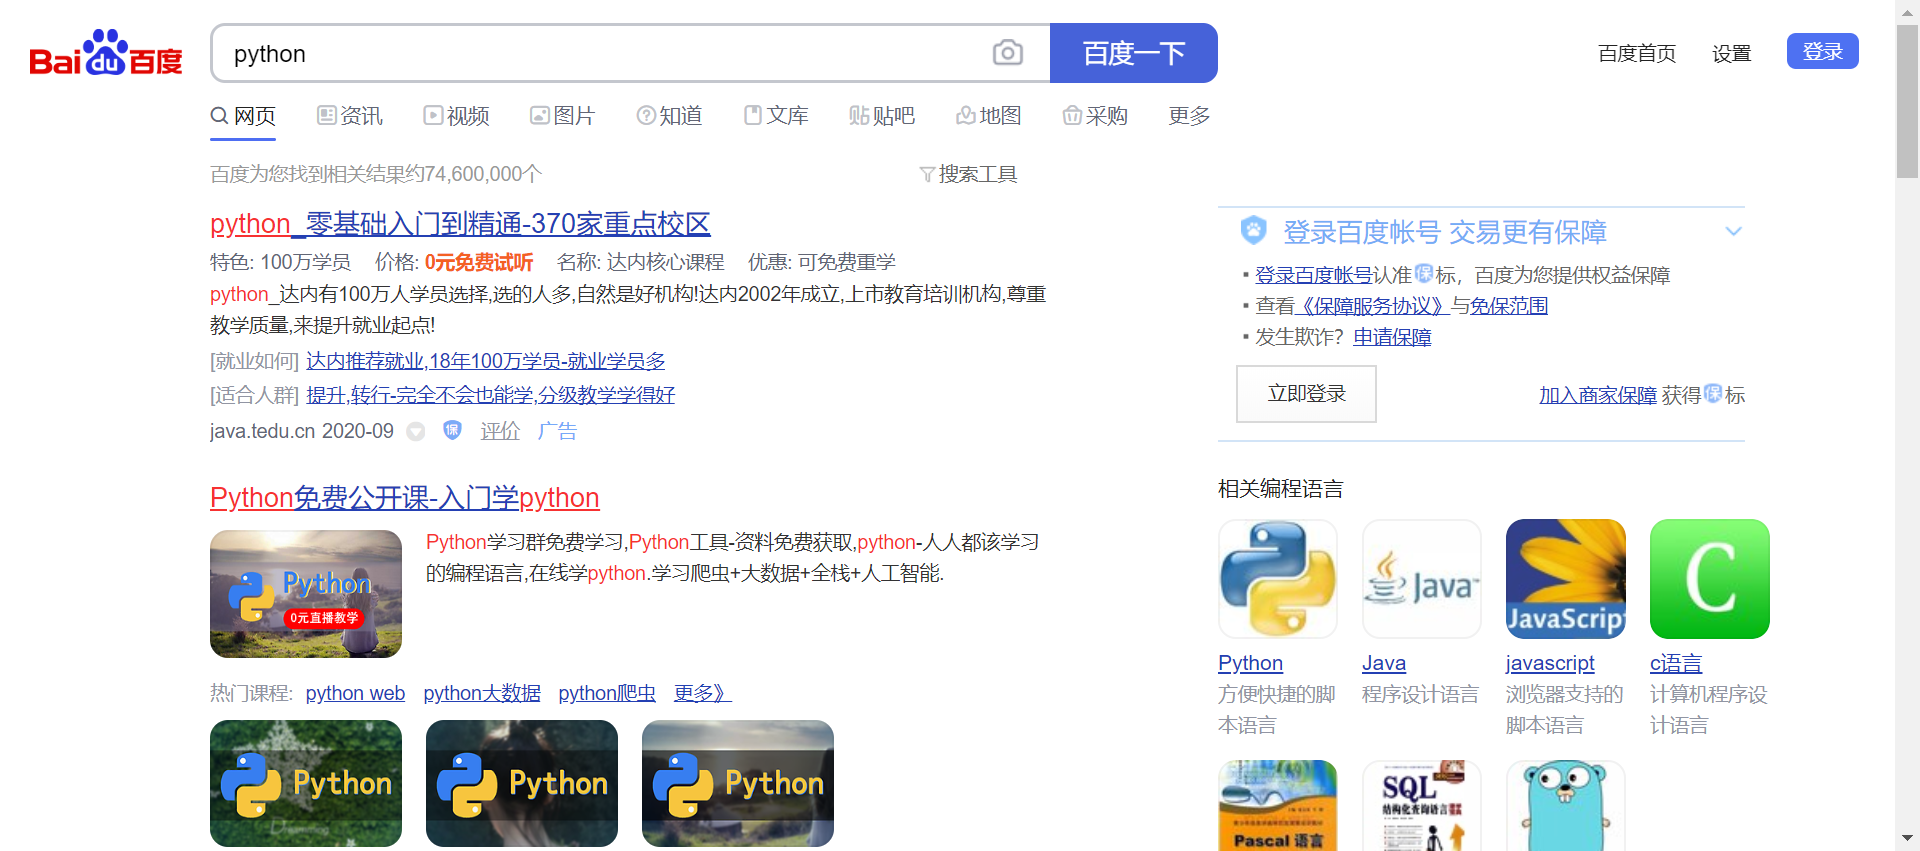 Bai du 百度
python
百度一下
百度首页 设置 登录
网页 资讯 视频 图片 知道 文库 贴 贴吧 地图 采购 更多
百度为您找到相关结果约74,600,000个
搜索工具
python_零基础入门到精通-370家重点校区
特色: 100万学员 价格: 0元免费试听 名称: 达内核心课程 优惠: 可免费重学
python_达内有100万人学员选择,选的人多,自然是好机构!达内2002年成立,上市教育培训机构,尊重
教学质量,来提升就业起点!
[就业如何] 达内推荐就业,18年100万学员-就业学员多
[适合人群] 提升,转行-完全不会也能学,分级教学学得好
java.tedu.cn 2020-09 保 评价 广告
Python免费公开课-入门学python
Python
0元直播教学
Python学习群免费学习,Python工具-资料免费获取,python-人人都该学习
的编程语言,在线学python.学习爬虫+大数据+全栈+人工智能.
热门课程: python web python大数据 python爬虫 更多》
Python
Dreaming
Python
Python
登录百度帐号 交易更有保障
▪ 登录百度帐号认准保标，百度为您提供权益保障
▪ 查看《保障服务协议》与免保范围
▪ 发生欺诈？申请保障
立即登录
加入商家保障 获得保标
相关编程语言
Java
JavaScrip
C
Python
方便快捷的脚
本语言
Java
程序设计语言
javascript
浏览器支持的
脚本语言
c语言
计算机程序设
计语言
Pascal 语言
SQL
结构化查询语言